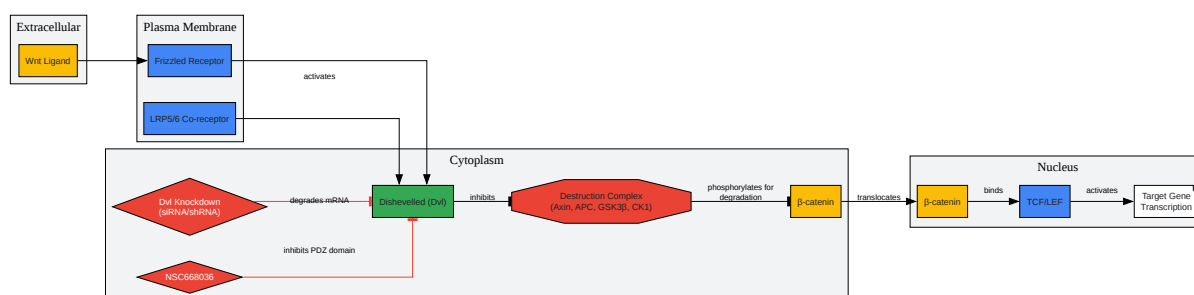 Extracellular
Wnt Ligand
Plasma Membrane
Frizzled Receptor
LRP5/6 Co-receptor
activates
Cytoplasm
Dvl Knockdown
(siRNA/shRNA)
degrades mRNA
Dishevelled (Dvl)
inhibits
Destruction Complex
(Axin, APC, GSK3β, CK1)
phosphorylates for
degradation
β-catenin
translocates
inhibits PDZ domain
NSC668036
Nucleus
β-catenin
binds
TCF/LEF
activates
Target Gene
Transcription